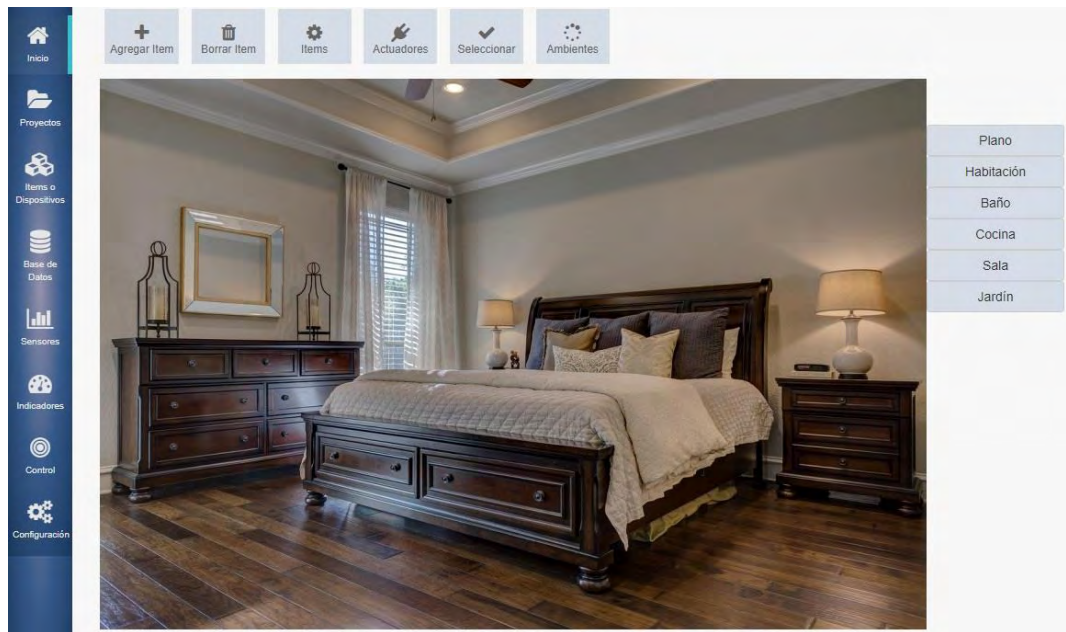 Inicio
Proyectos
Items o
Dispositivos
Base de
Datos
Sensores
Indicadores
Control
Configuración
Agregar Item
Borrar Item
Items
Actuadores
Seleccionar
Ambientes
Plano
Habitación
Baño
Cocina
Sala
Jardín